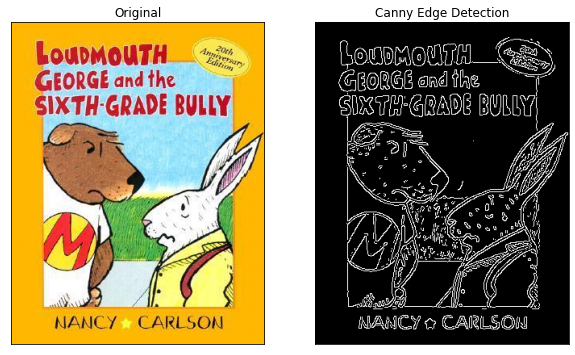 Original
LOUDMOUTH
GEORGE and the
SIXTH-GRADE BULLY
20th
Anniversary
Edition
M
NANCY ☆ CARLSON
Canny Edge Detection
LOUDMOUTH
GEORGE and the
SIXTH-GRADE BULLY
M
NANCY ☆ CARLSON